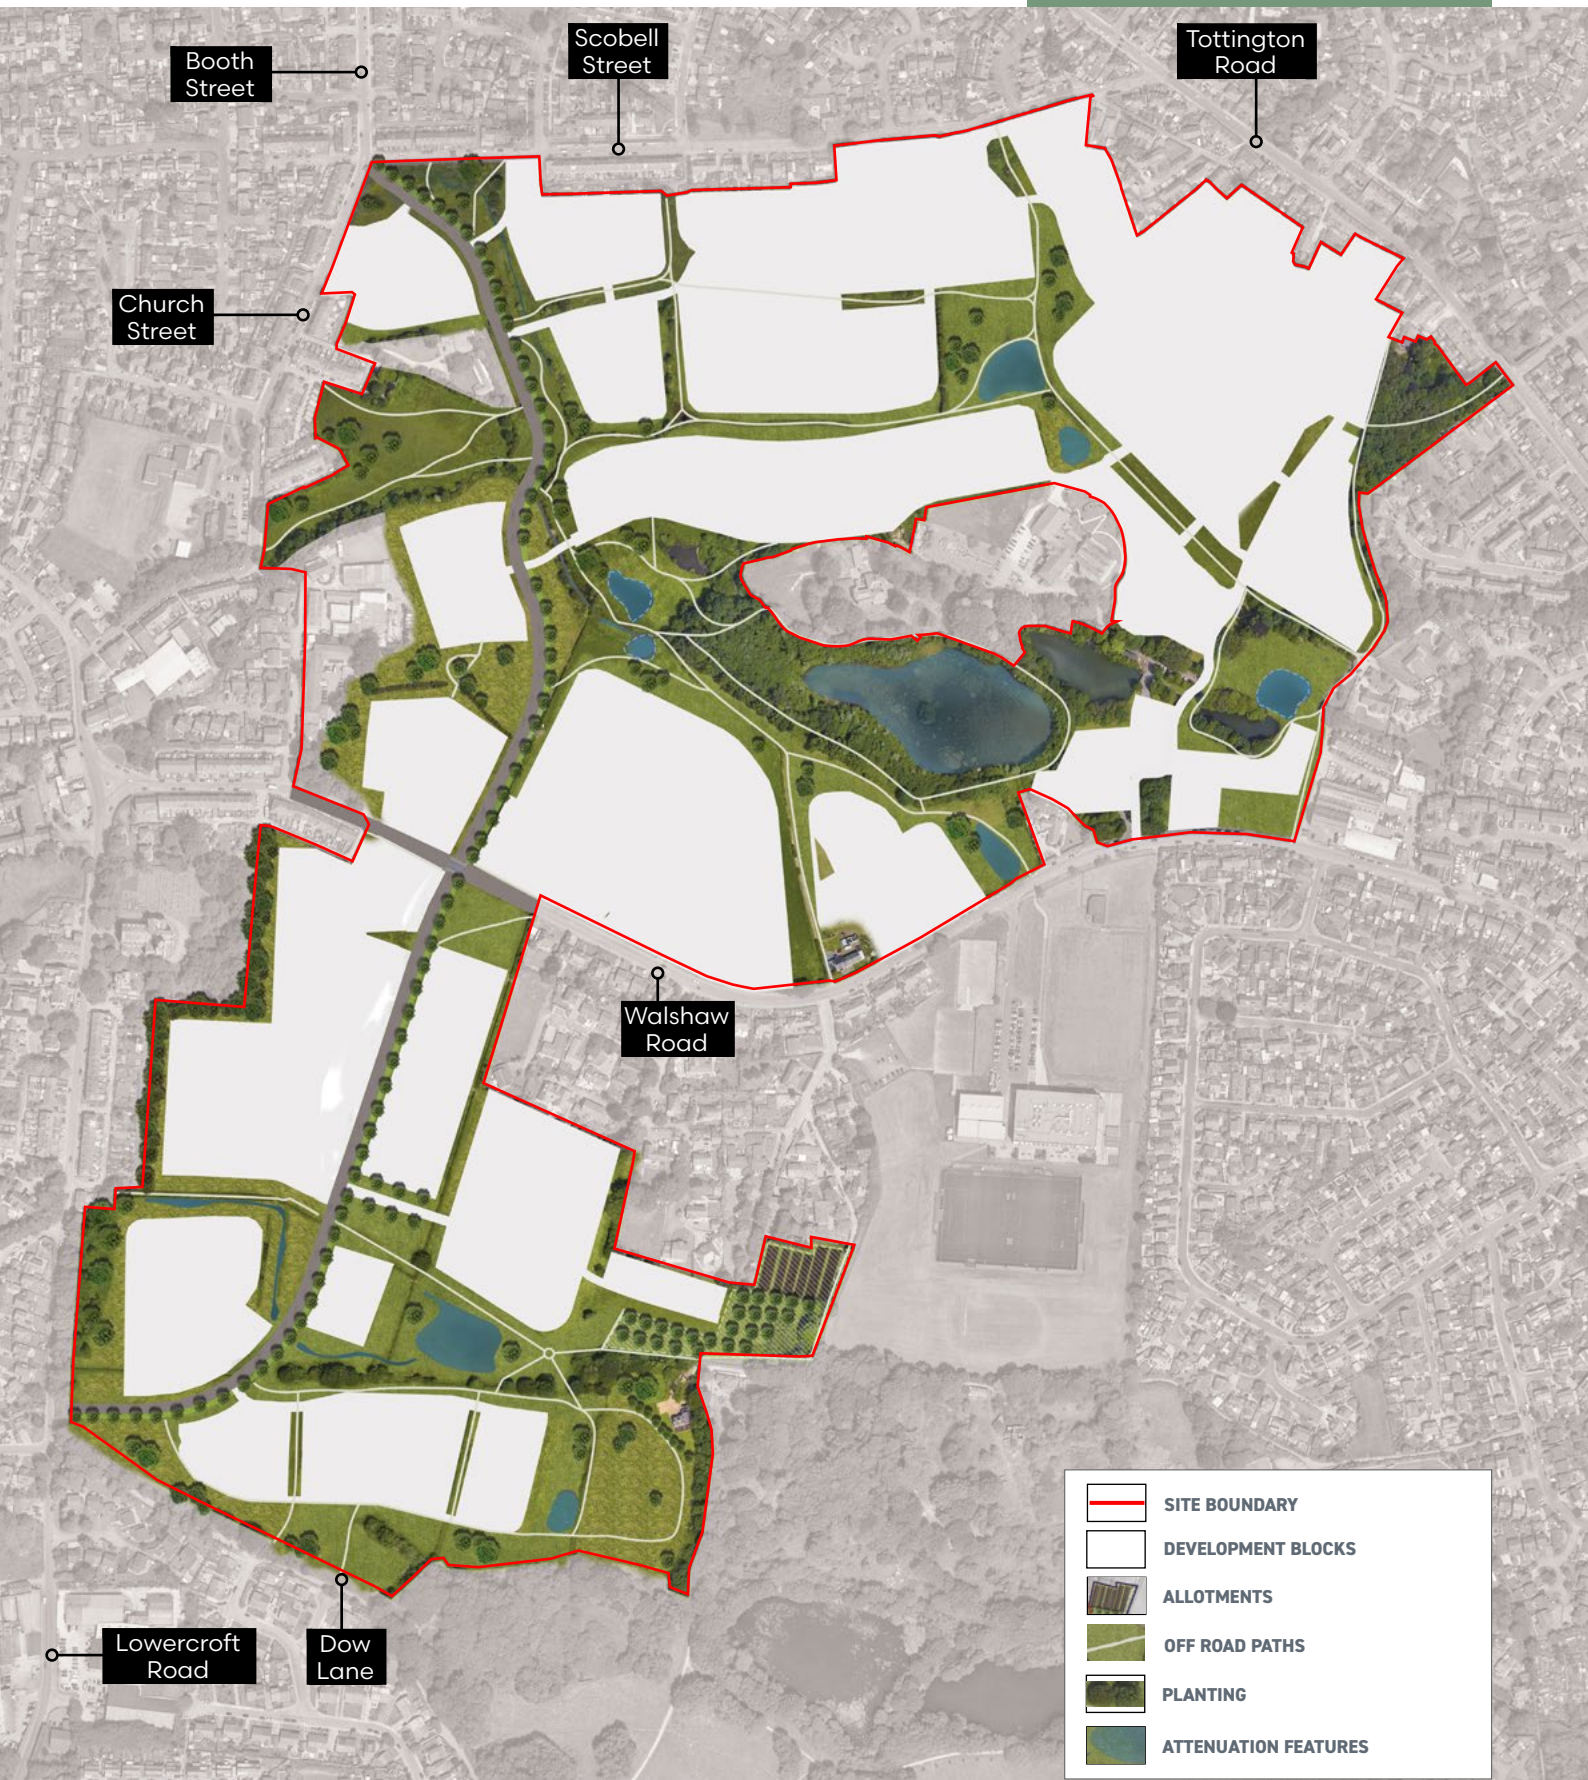 Booth
Street
Scobell
Street
Tottington
Road
Church
Street
Walshaw
Road
Lowercroft
Road
Dow
Lane
SITE BOUNDARY
DEVELOPMENT BLOCKS
ALLOTMENTS
OFF ROAD PATHS
PLANTING
ATTENUATION FEATURES